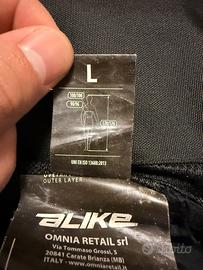 L
UNI EN ISO 13688:2013
OUTER LAYER
ALIKE
OMNIA RETAIL srl
Via Tommaso Grossi, 5
20841 Carate Brianza (MB)
ITALY - www.omniaretail
subito